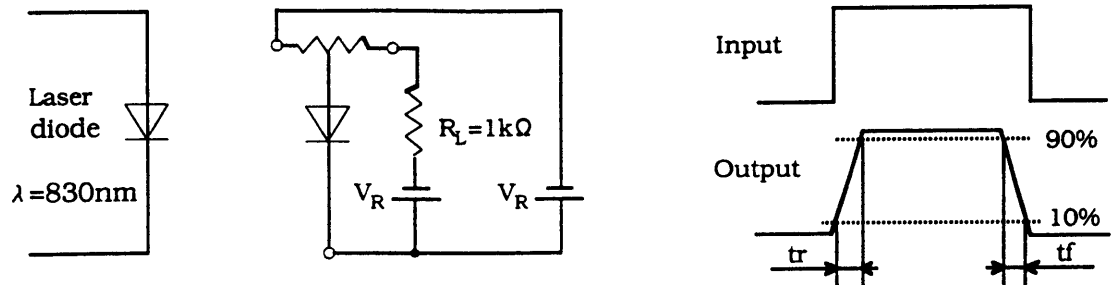 Laser
diode
λ=830nm
R_L=1kΩ
V_R
V_R
Input
Output
90%
10%
tr
tf